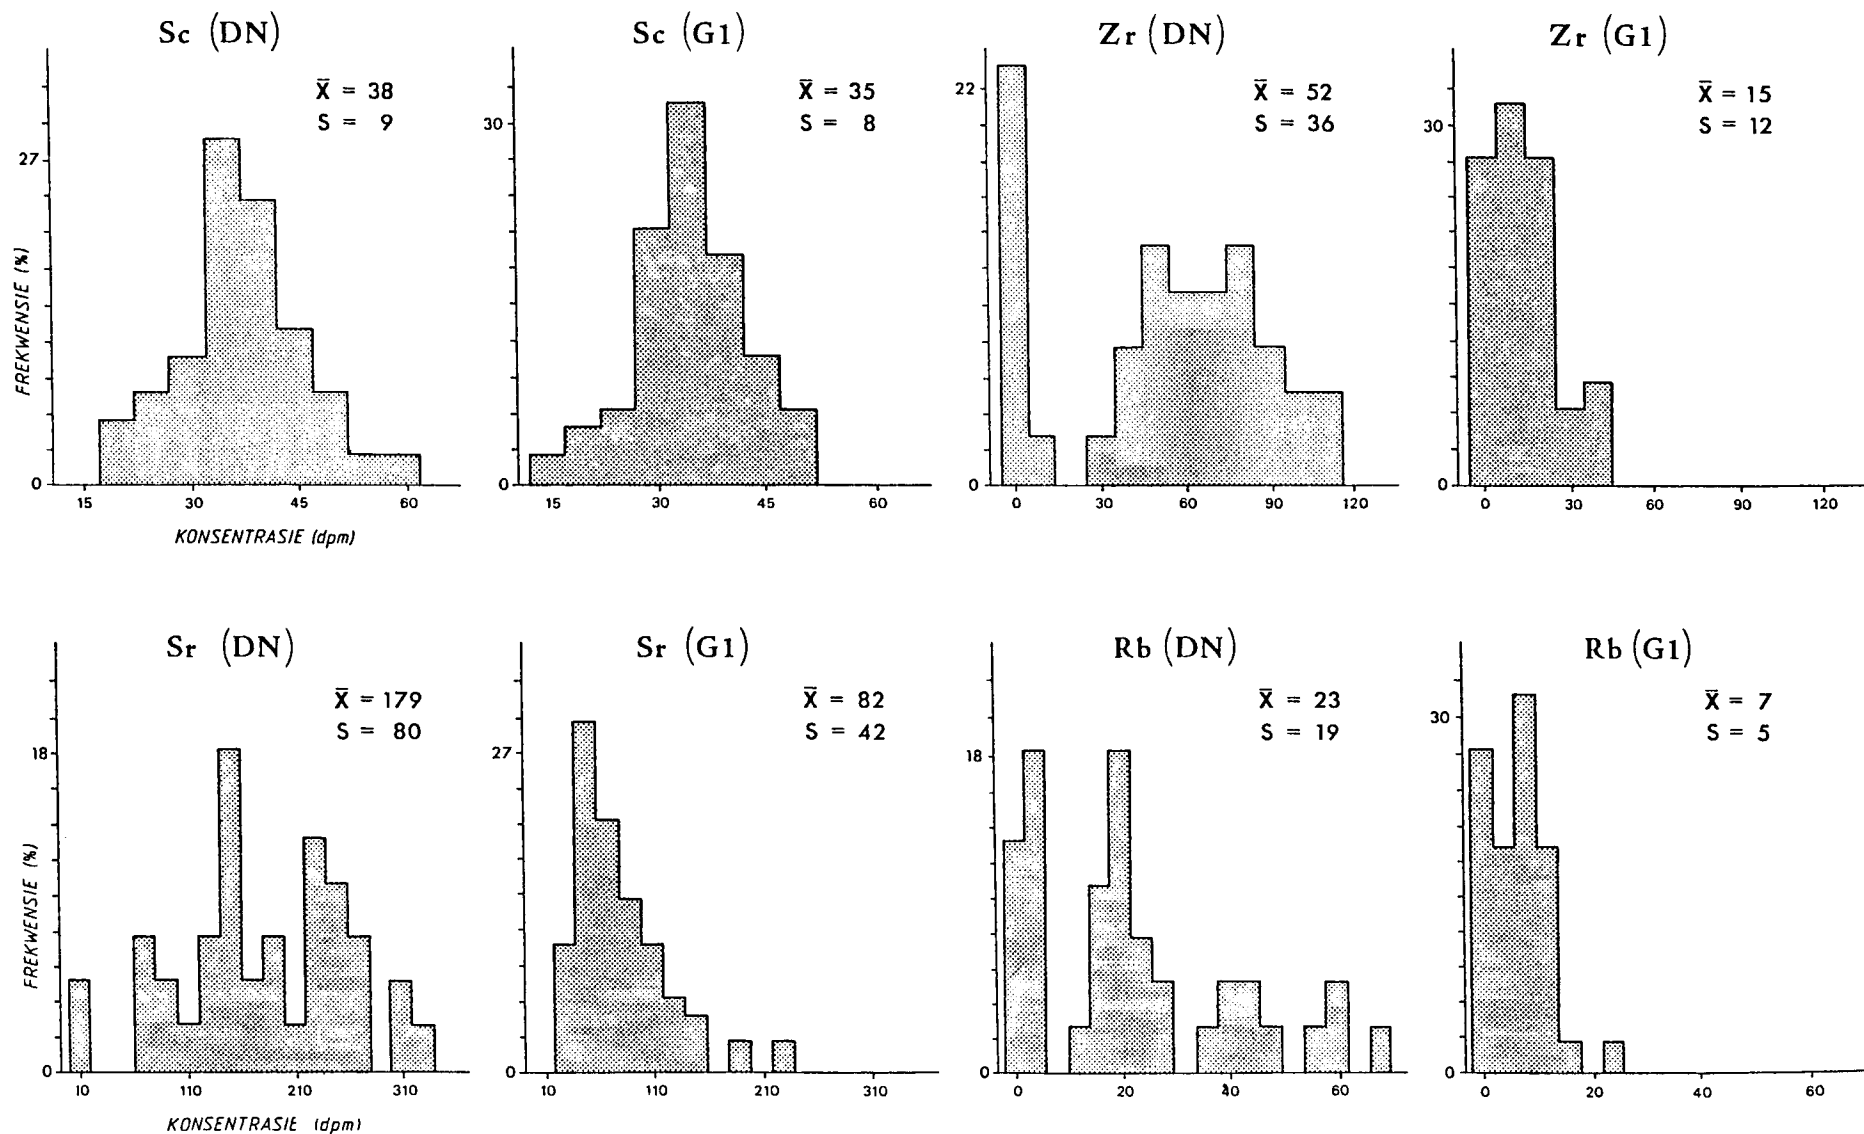 Sc (DN)
X̄ = 38
S = 9
27
0
FREKWENSIE (%)
15 30 45 60
KONSENTRASIE (dpm)
Sc (G1)
X̄ = 35
S = 8
30
0
15 30 45 60
Zr (DN)
X̄ = 52
S = 36
22
0
0 30 60 90 120
Zr (G1)
X̄ = 15
S = 12
30
0
0 30 60 90 120
Sr (DN)
X̄ = 179
S = 80
18
0
FREKWENSIE (%)
10 110 210 310
KONSENTRASIE (dpm)
Sr (G1)
X̄ = 82
S = 42
27
0
10 110 210 310
Rb (DN)
X̄ = 23
S = 19
18
0
0 20 40 60
Rb (G1)
X̄ = 7
S = 5
30
0
0 20 40 60